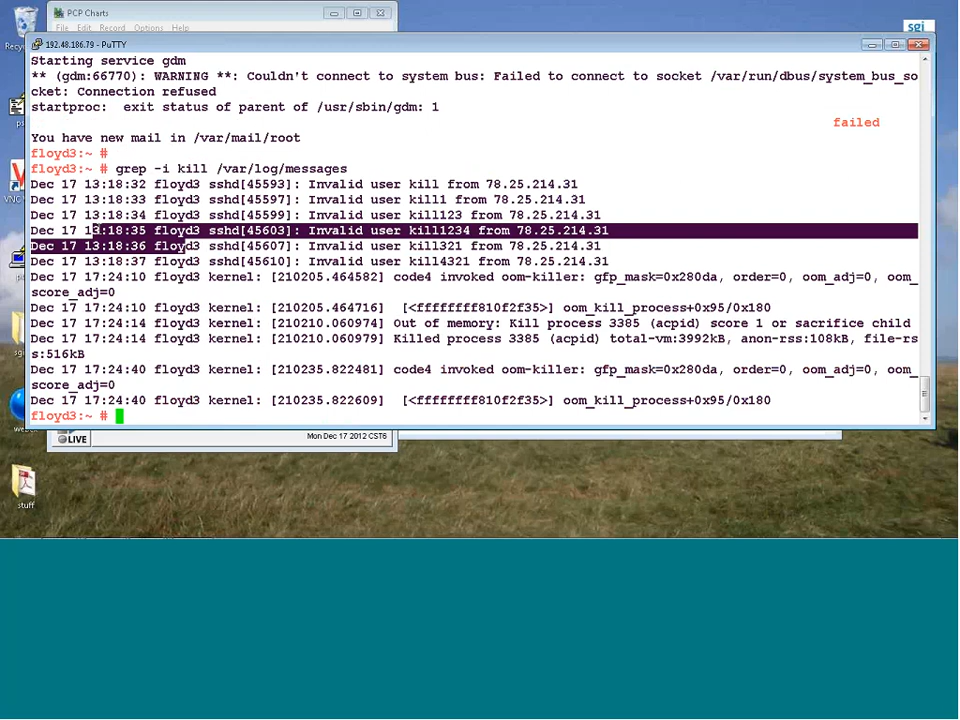 PCP Charts
File Edit Record Options Help
sgi
192.48.186.79 - PuTTY
Starting service gdm
** (gdm:66770): WARNING **: Couldn't connect to system bus: Failed to connect to socket /var/run/dbus/system_bus_so
cket: Connection refused
startproc:  exit status of parent of /usr/sbin/gdm: 1
failed
You have new mail in /var/mail/root
floyd3:~ #
floyd3:~ # grep -i kill /var/log/messages
Dec 17 13:18:32 floyd3 sshd[45593]: Invalid user kill from 78.25.214.31
Dec 17 13:18:33 floyd3 sshd[45597]: Invalid user kill1 from 78.25.214.31
Dec 17 13:18:34 floyd3 sshd[45599]: Invalid user kill123 from 78.25.214.31
Dec 17 13:18:35 floyd3 sshd[45603]: Invalid user kill1234 from 78.25.214.31
Dec 17 13:18:36 floyd3 sshd[45607]: Invalid user kill321 from 78.25.214.31
Dec 17 13:18:37 floyd3 sshd[45610]: Invalid user kill4321 from 78.25.214.31
Dec 17 17:24:10 floyd3 kernel: [210205.464582] code4 invoked oom-killer: gfp_mask=0x280da, order=0, oom_adj=0, oom_
score_adj=0
Dec 17 17:24:10 floyd3 kernel: [210205.464716]  [<ffffffff810f2f35>] oom_kill_process+0x95/0x180
Dec 17 17:24:14 floyd3 kernel: [210210.060974] Out of memory: Kill process 3385 (acpid) score 1 or sacrifice child
Dec 17 17:24:14 floyd3 kernel: [210210.060979] Killed process 3385 (acpid) total-vm:3992kB, anon-rss:108kB, file-rs
s:516kB
Dec 17 17:24:40 floyd3 kernel: [210235.822481] code4 invoked oom-killer: gfp_mask=0x280da, order=0, oom_adj=0, oom_
score_adj=0
Dec 17 17:24:40 floyd3 kernel: [210235.822609]  [<ffffffff810f2f35>] oom_kill_process+0x95/0x180
floyd3:~ #
LIVE
Mon Dec 17 2012 CST6
stuff